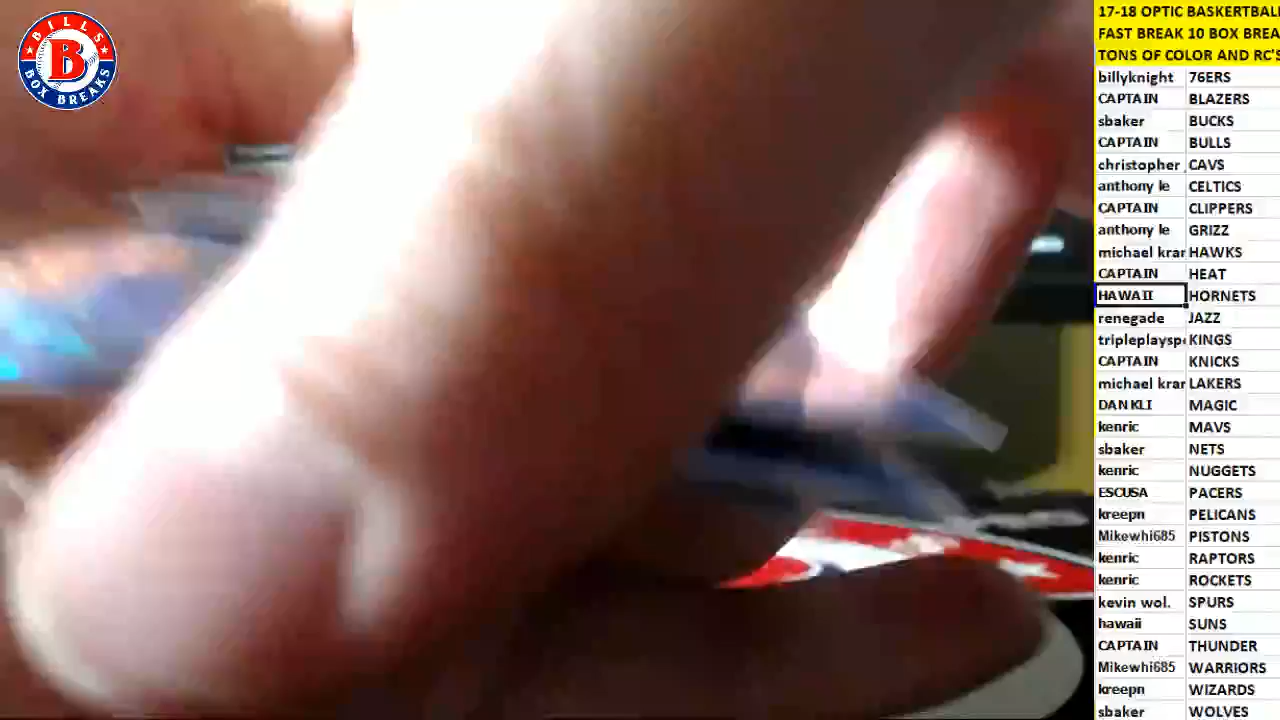 BILLS
B
BOX BREAKS
17-18 OPTIC BASKERTBALL
FAST BREAK 10 BOX BREA
TONS OF COLOR AND RC'S
billyknight 76ERS
CAPTAIN BLAZERS
sbaker BUCKS
CAPTAIN BULLS
christopher CAVS
anthony le CELTICS
CAPTAIN CLIPPERS
anthony le GRIZZ
michael krar HAWKS
CAPTAIN HEAT
HAWAII HORNETS
renegade JAZZ
tripleplayspo KINGS
CAPTAIN KNICKS
michael krar LAKERS
DAN KLI MAGIC
kenric MAVS
sbaker NETS
kenric NUGGETS
ESCUSA PACERS
kreepn PELICANS
Mikewhi685 PISTONS
kenric RAPTORS
kenric ROCKETS
kevin wol. SPURS
hawaii SUNS
CAPTAIN THUNDER
Mikewhi685 WARRIORS
kreepn WIZARDS
sbaker WOLVES